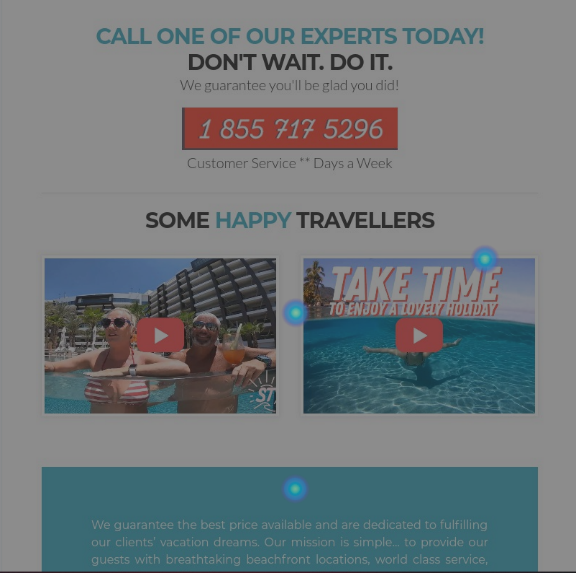 CALL ONE OF OUR EXPERTS TODAY!
DON'T WAIT. DO IT.
We guarantee you'll be glad you did!
1 855 717 5296
Customer Service ** Days a Week
SOME HAPPY TRAVELLERS
TAKE TIME
TO ENJOY A LOVELY HOLIDAY
ST
We guarantee the best price available and are dedicated to fulfilling
our clients' vacation dreams. Our mission is simple... to provide our
guests with breathtaking beachfront locations, world class service,